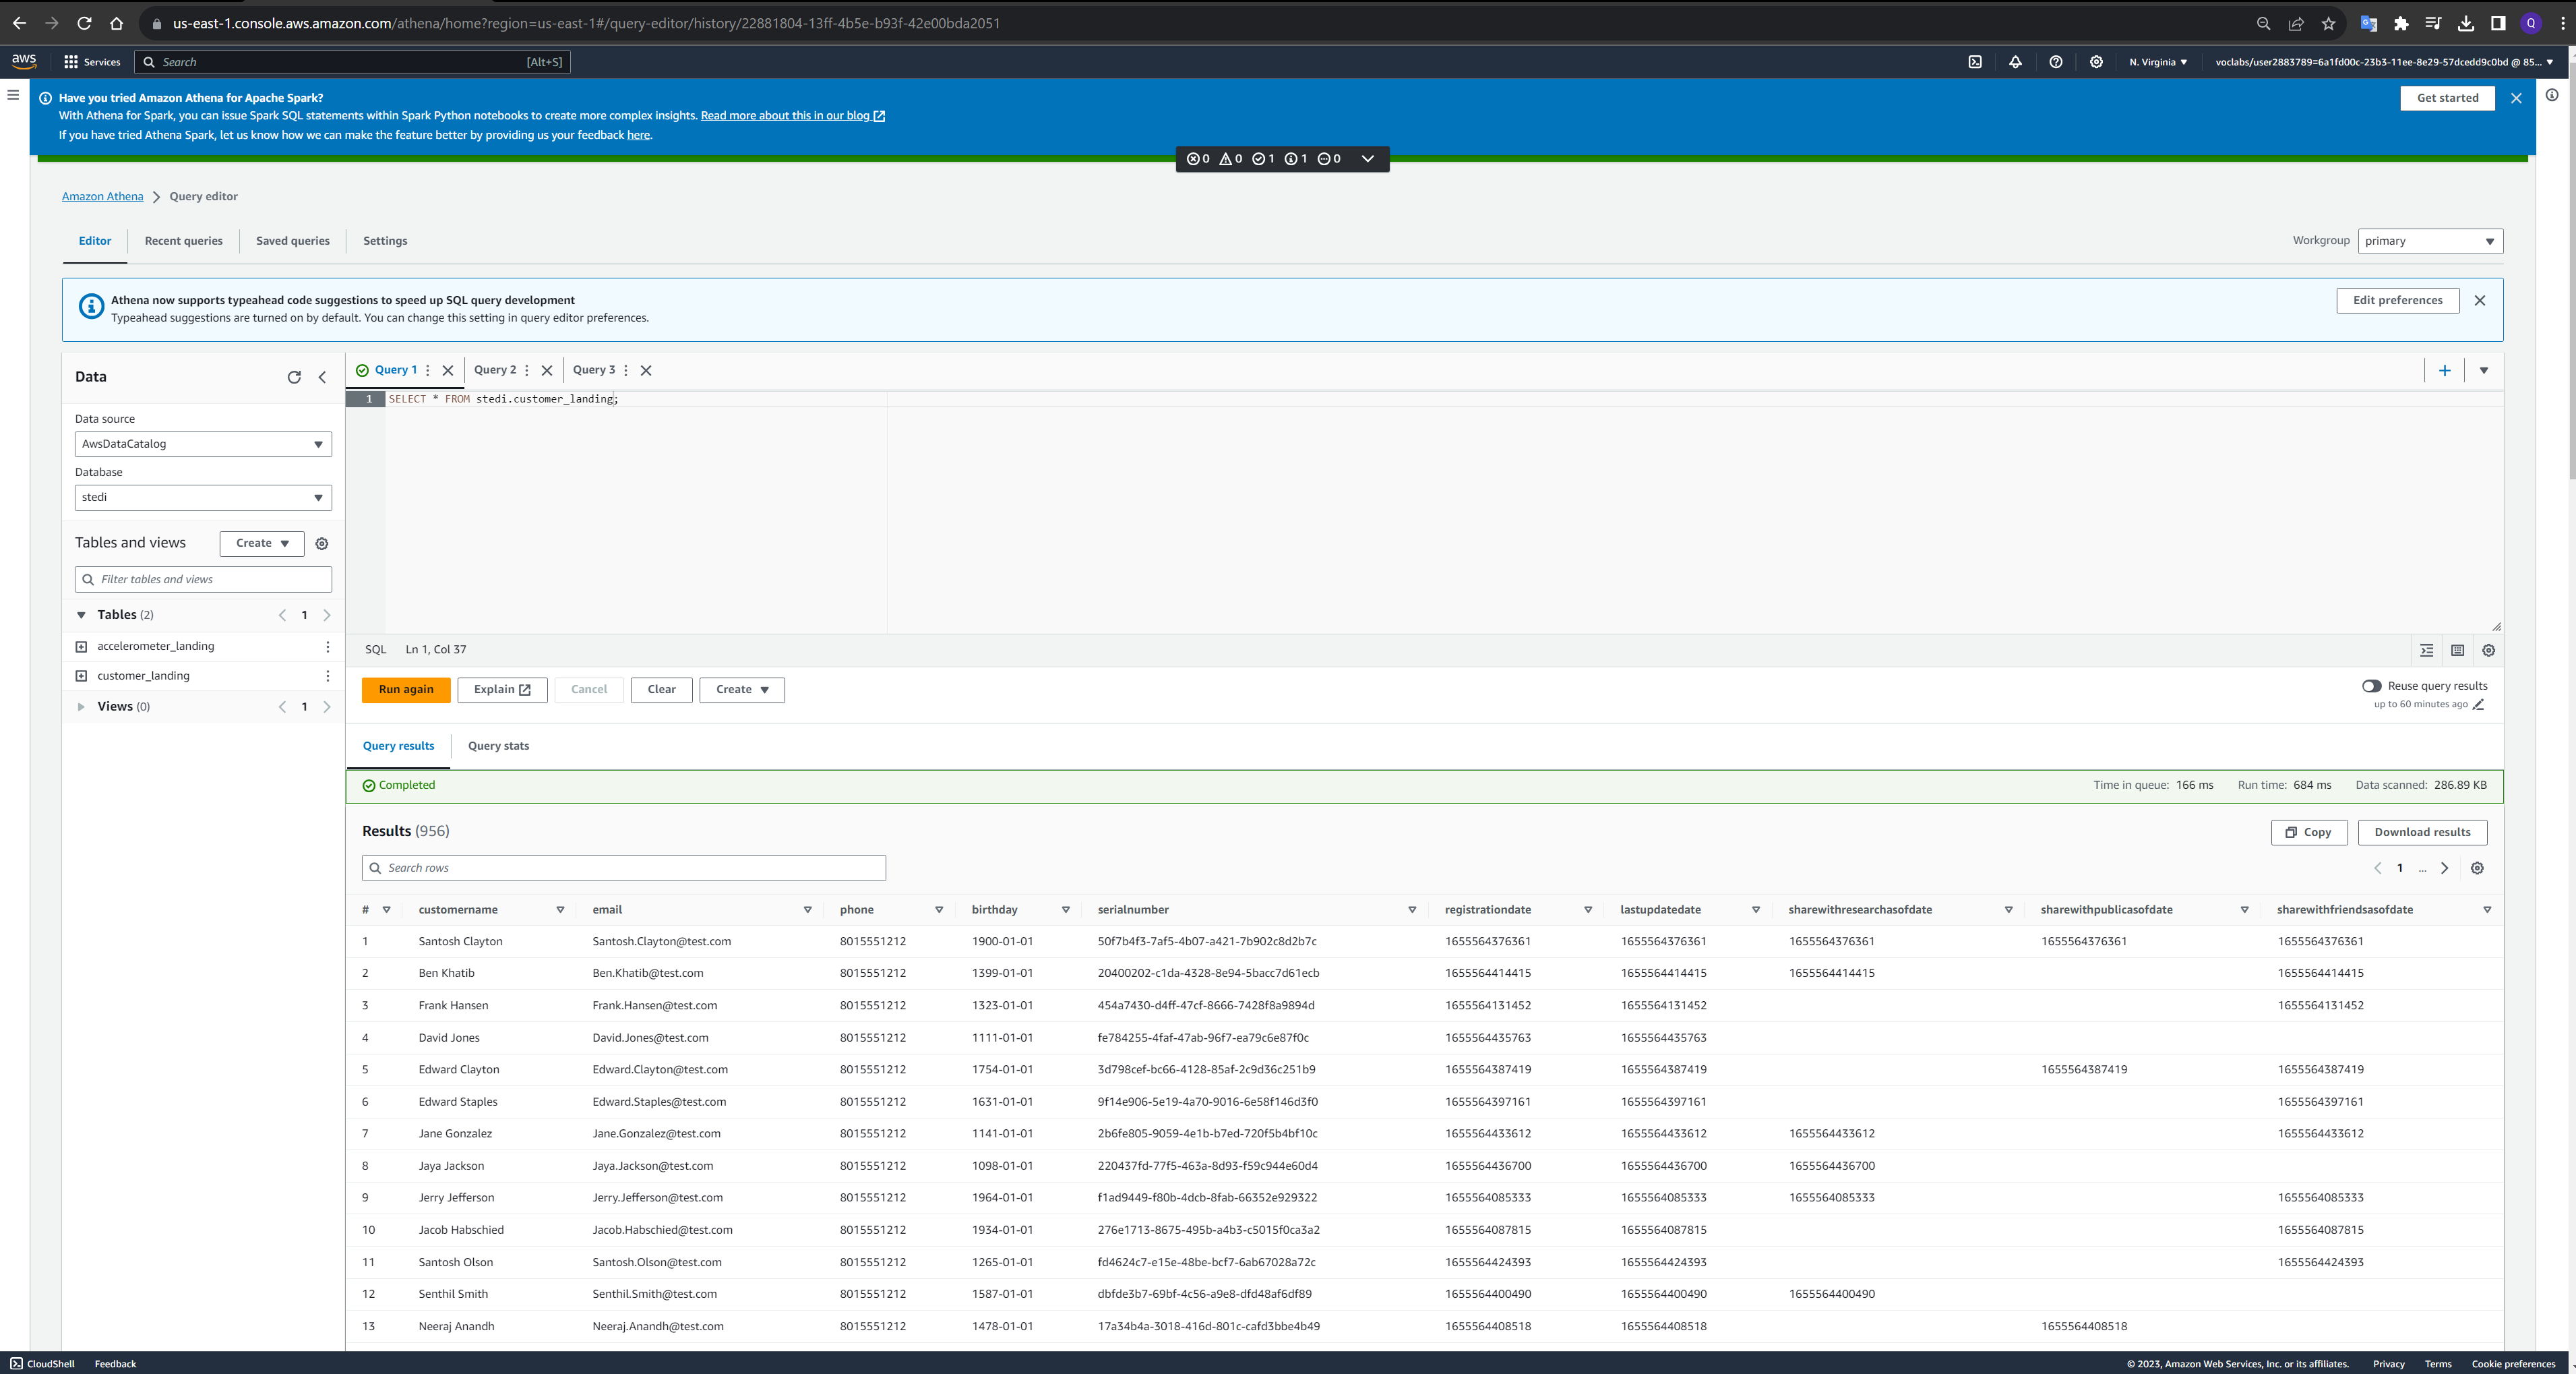 us-east-1.console.aws.amazon.com/athena/home?region=us-east-1#/query-editor/history/22881804-13ff-4b5e-b93f-42e00bda2051
Q
aws Services Search [Alt+S] N. Virginia voclabs/user2883789=6a1fd00c-23b3-11ee-8e29-57dcedd9c0bd @ 85...
Have you tried Amazon Athena for Apache Spark?
With Athena for Spark, you can issue Spark SQL statements within Spark Python notebooks to create more complex insights. Read more about this in our blog
If you have tried Athena Spark, let us know how we can make the feature better by providing us your feedback here.
Get started
0 0 1 1 0
Amazon Athena Query editor
Editor Recent queries Saved queries Settings
Workgroup primary
Athena now supports typeahead code suggestions to speed up SQL query development
Typeahead suggestions are turned on by default. You can change this setting in query editor preferences.
Edit preferences
Data
Data source
AwsDataCatalog
Database
stedi
Tables and views Create
Filter tables and views
Tables (2) 1
accelerometer_landing
customer_landing
Views (0) 1
Query 1 Query 2 Query 3
1 SELECT * FROM stedi.customer_landing;
SQL Ln 1, Col 37
Run again Explain Cancel Clear Create
Reuse query results
up to 60 minutes ago
Query results Query stats
Completed Time in queue: 166 ms Run time: 684 ms Data scanned: 286.89 KB
Results (956)
Copy Download results
Search rows
1 ...
# customername email phone birthday serialnumber registrationdate lastupdatedate sharewithresearchasofdate sharewithpublicasofdate sharewithfriendsasofdate
1 Santosh Clayton Santosh.Clayton@test.com 8015551212 1900-01-01 50f7b4f3-7af5-4b07-a421-7b902c8d2b7c 1655564376361 1655564376361 1655564376361 1655564376361 1655564376361
2 Ben Khatib Ben.Khatib@test.com 8015551212 1399-01-01 20400202-c1da-4328-8e94-5bacc7d61ecb 1655564414415 1655564414415 1655564414415 1655564414415
3 Frank Hansen Frank.Hansen@test.com 8015551212 1323-01-01 454a7430-d4ff-47cf-8666-7428f8a9894d 1655564131452 1655564131452 1655564131452
4 David Jones David.Jones@test.com 8015551212 1111-01-01 fe784255-4faf-47ab-96f7-ea79c6e87f0c 1655564435763 1655564435763
5 Edward Clayton Edward.Clayton@test.com 8015551212 1754-01-01 3d798cef-bc66-4128-85af-2c9d36c251b9 1655564387419 1655564387419 1655564387419 1655564387419
6 Edward Staples Edward.Staples@test.com 8015551212 1631-01-01 9f14e906-5e19-4a70-9016-6e58f146d3f0 1655564397161 1655564397161 1655564397161
7 Jane Gonzalez Jane.Gonzalez@test.com 8015551212 1141-01-01 2b6fe805-9059-4e1b-b7ed-720f5b4bf10c 1655564433612 1655564433612 1655564433612 1655564433612
8 Jaya Jackson Jaya.Jackson@test.com 8015551212 1098-01-01 220437fd-77f5-463a-8d93-f59c944e60d4 1655564436700 1655564436700 1655564436700
9 Jerry Jefferson Jerry.Jefferson@test.com 8015551212 1964-01-01 f1ad9449-f80b-4dcb-8fab-66352e929322 1655564085333 1655564085333 1655564085333 1655564085333
10 Jacob Habschied Jacob.Habschied@test.com 8015551212 1934-01-01 276e1713-8675-495b-a4b3-c5015f0ca3a2 1655564087815 1655564087815 1655564087815
11 Santosh Olson Santosh.Olson@test.com 8015551212 1265-01-01 fd4624c7-e15e-48be-bcf7-6ab67028a72c 1655564424393 1655564424393 1655564424393
12 Senthil Smith Senthil.Smith@test.com 8015551212 1587-01-01 dbfde3b7-69bf-4c56-a9e8-dfd48af6df89 1655564400490 1655564400490 1655564400490
13 Neeraj Anandh Neeraj.Anandh@test.com 8015551212 1478-01-01 17a34b4a-3018-416d-801c-cafd3bbe4b49 1655564408518 1655564408518 1655564408518
CloudShell Feedback © 2023, Amazon Web Services, Inc. or its affiliates. Privacy Terms Cookie preferences